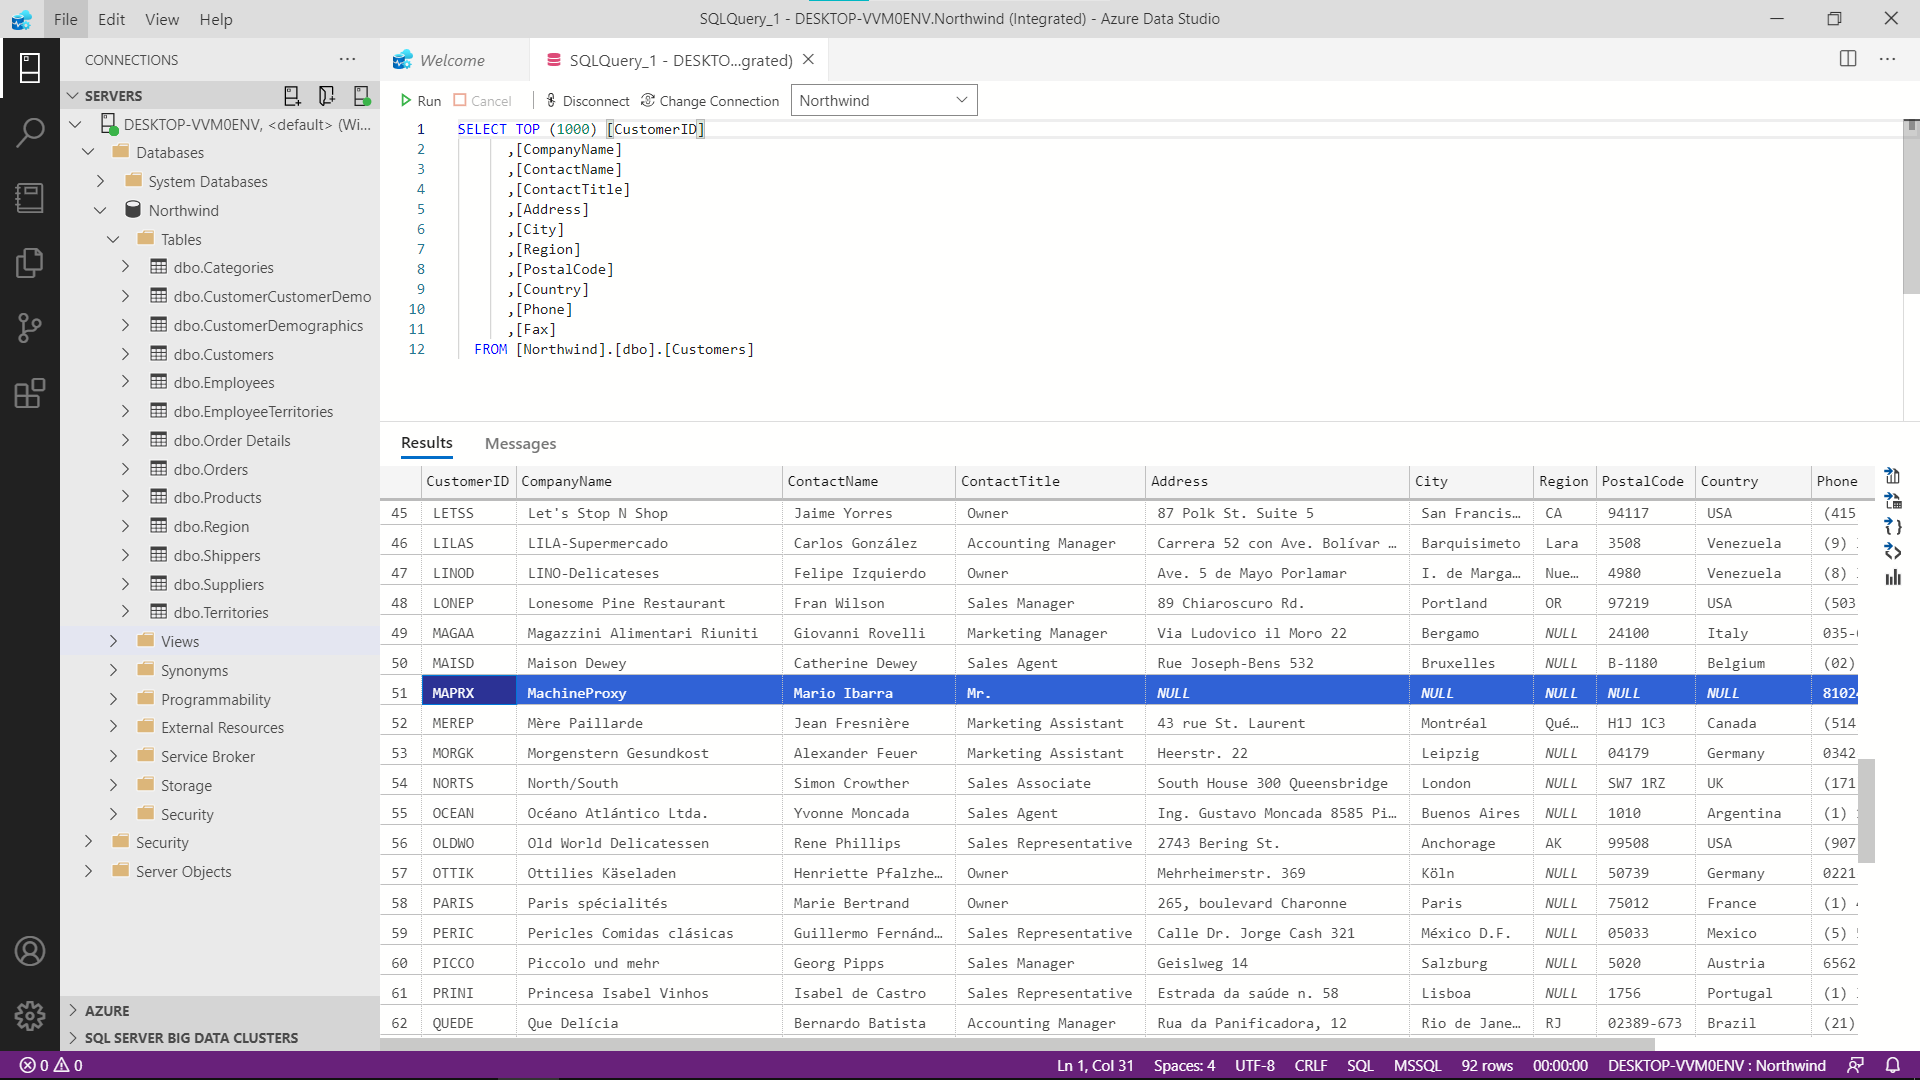 File Edit View Help
SQLQuery_1 - DESKTOP-VVM0ENV.Northwind (Integrated) - Azure Data Studio
CONNECTIONS
SERVERS
DESKTOP-VVM0ENV, <default> (Wi...
Databases
System Databases
Northwind
Tables
dbo.Categories
dbo.CustomerCustomerDemo
dbo.CustomerDemographics
dbo.Customers
dbo.Employees
dbo.EmployeeTerritories
dbo.Order Details
dbo.Orders
dbo.Products
dbo.Region
dbo.Shippers
dbo.Suppliers
dbo.Territories
Views
Synonyms
Programmability
External Resources
Service Broker
Storage
Security
Security
Server Objects
AZURE
SQL SERVER BIG DATA CLUSTERS
Welcome
SQLQuery_1 - DESKTO...grated)
Run Cancel Disconnect Change Connection Northwind
1 SELECT TOP (1000) [CustomerID]
2 ,[CompanyName]
3 ,[ContactName]
4 ,[ContactTitle]
5 ,[Address]
6 ,[City]
7 ,[Region]
8 ,[PostalCode]
9 ,[Country]
10 ,[Phone]
11 ,[Fax]
12 FROM [Northwind].[dbo].[Customers]
Results Messages
CustomerID CompanyName ContactName ContactTitle Address City Region PostalCode Country Phone
45 LETSS Let's Stop N Shop Jaime Yorres Owner 87 Polk St. Suite 5 San Francis... CA 94117 USA (415
46 LILAS LILA-Supermercado Carlos González Accounting Manager Carrera 52 con Ave. Bolívar ... Barquisimeto Lara 3508 Venezuela (9)
47 LINOD LINO-Delicateses Felipe Izquierdo Owner Ave. 5 de Mayo Porlamar I. de Marga... Nue... 4980 Venezuela (8)
48 LONEP Lonesome Pine Restaurant Fran Wilson Sales Manager 89 Chiaroscuro Rd. Portland OR 97219 USA (503
49 MAGAA Magazzini Alimentari Riuniti Giovanni Rovelli Marketing Manager Via Ludovico il Moro 22 Bergamo NULL 24100 Italy 035-
50 MAISD Maison Dewey Catherine Dewey Sales Agent Rue Joseph-Bens 532 Bruxelles NULL B-1180 Belgium (02)
51 MAPRX MachineProxy Mario Ibarra Mr. NULL NULL NULL NULL NULL 8102
52 MEREP Mère Paillarde Jean Fresnière Marketing Assistant 43 rue St. Laurent Montréal Qué... H1J 1C3 Canada (514
53 MORGK Morgenstern Gesundkost Alexander Feuer Marketing Assistant Heerstr. 22 Leipzig NULL 04179 Germany 0342
54 NORTS North/South Simon Crowther Sales Associate South House 300 Queensbridge London NULL SW7 1RZ UK (171
55 OCEAN Océano Atlántico Ltda. Yvonne Moncada Sales Agent Ing. Gustavo Moncada 8585 Pi... Buenos Aires NULL 1010 Argentina (1)
56 OLDWO Old World Delicatessen Rene Phillips Sales Representative 2743 Bering St. Anchorage AK 99508 USA (907
57 OTTIK Ottilies Käseladen Henriette Pfalzhe... Owner Mehrheimerstr. 369 Köln NULL 50739 Germany 0221
58 PARIS Paris spécialités Marie Bertrand Owner 265, boulevard Charonne Paris NULL 75012 France (1)
59 PERIC Pericles Comidas clásicas Guillermo Fernánd... Sales Representative Calle Dr. Jorge Cash 321 México D.F. NULL 05033 Mexico (5)
60 PICCO Piccolo und mehr Georg Pipps Sales Manager Geislweg 14 Salzburg NULL 5020 Austria 6562
61 PRINI Princesa Isabel Vinhos Isabel de Castro Sales Representative Estrada da saúde n. 58 Lisboa NULL 1756 Portugal (1)
62 QUEDE Que Delícia Bernardo Batista Accounting Manager Rua da Panificadora, 12 Rio de Jane... RJ 02389-673 Brazil (21)
0 0 Ln 1, Col 31 Spaces: 4 UTF-8 CRLF SQL MSSQL 92 rows 00:00:00 DESKTOP-VVM0ENV : Northwind